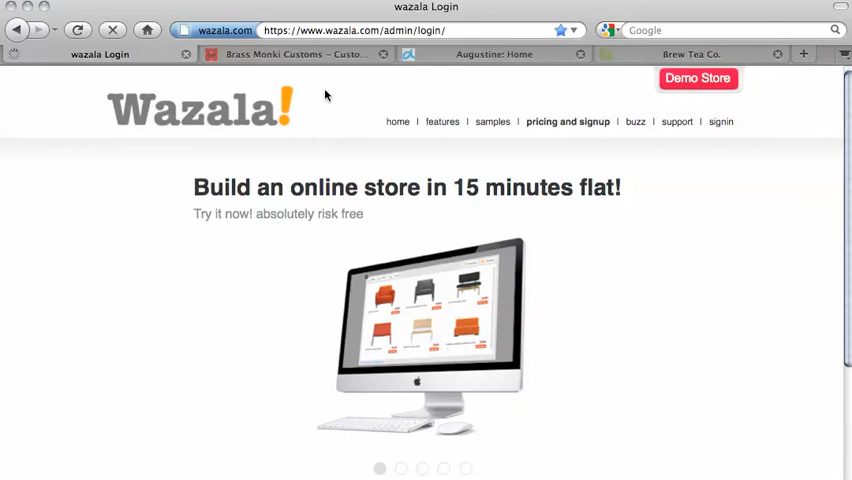 wazala Login
wazala.com https://www.wazala.com/admin/login/ Google
wazala Login Brass Monki Customs – Custo... Augustine: Home Brew Tea Co.
Demo Store
Wazala!
home | features | samples | pricing and signup | buzz | support | signin
Build an online store in 15 minutes flat!
Try it now! absolutely risk free